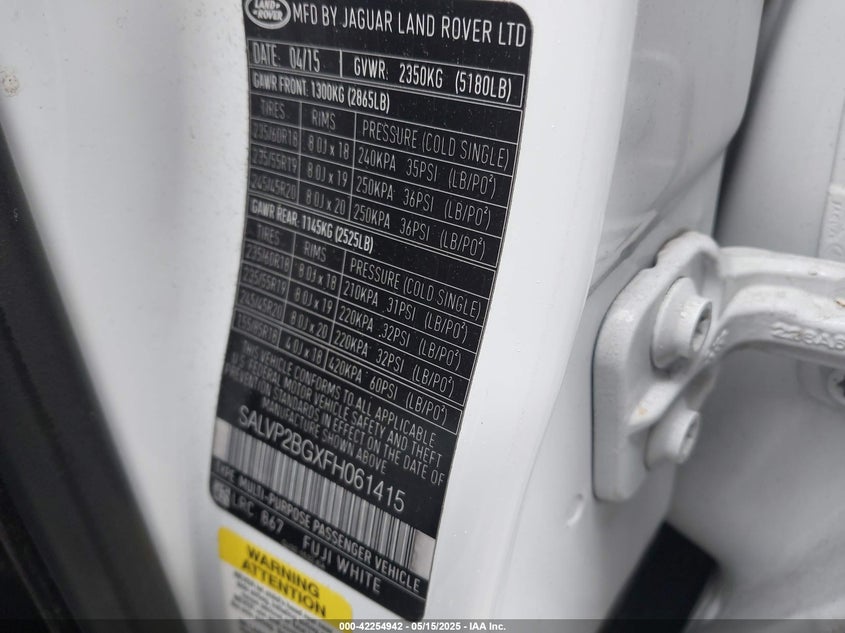 LAND ROVER
MFD BY JAGUAR LAND ROVER LTD
DATE: 04/15 GVWR: 2350KG (5180LB)
GAWR FRONT: 1300KG (2865LB)
TIRES RIMS PRESSURE (COLD SINGLE)
235/60R18 8.0J x 18 240KPA 35PSI (LB/PO²)
235/55R19 8.0J x 19 250KPA 36PSI (LB/PO²)
245/45R20 8.0J x 20 250KPA 36PSI (LB/PO²)
GAWR REAR: 1145KG (2525LB)
TIRES RIMS PRESSURE (COLD SINGLE)
235/60R18 8.0J x 18 210KPA .31PSI (LB/PO²)
235/55R19 8.0J x 19 220KPA .32PSI (LB/PO²)
245/45R20 8.0J x 20 220KPA 32PSI (LB/PO²)
4.0J x 18 420KPA 60PSI (LB/PO²)
THIS VEHICLE CONFORMS TO ALL APPLICABLE
U.S. FEDERAL MOTOR VEHICLE SAFETY AND THEFT
PREVENTION STANDARDS IN EFFECT ON THE DATE OF
MANUFACTURE SHOWN ABOVE
SALVP2BGXFH061415
TYPE: MULTI-PURPOSE PASSENGER VEHICLE
LRC 867 FUJI WHITE
WARNING
ATTENTION
000-42254942 - 05/15/2025 - IAA Inc.